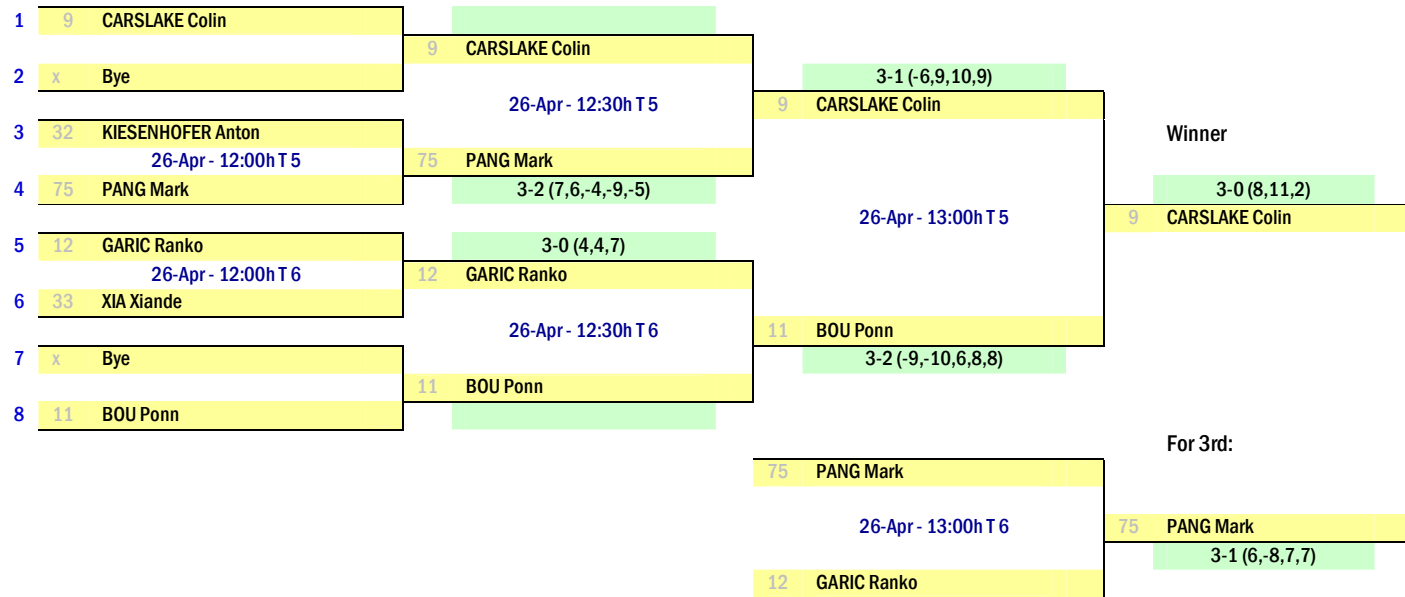 1 9 CARSLAKE Colin
9 CARSLAKE Colin
2 x Bye
3-1 (-6,9,10,9)
26-Apr - 12:30h T 5
9 CARSLAKE Colin
3 32 KIESENHOFER Anton
Winner
26-Apr - 12:00h T 5
75 PANG Mark
4 75 PANG Mark
3-2 (7,6,-4,-9,-5)
3-0 (8,11,2)
26-Apr - 13:00h T 5
9 CARSLAKE Colin
5 12 GARIC Ranko
3-0 (4,4,7)
26-Apr - 12:00h T 6
12 GARIC Ranko
6 33 XIA Xiande
26-Apr - 12:30h T 6
11 BOU Ponn
7 x Bye
3-2 (-9,-10,6,8,8)
11 BOU Ponn
8 11 BOU Ponn
For 3rd:
75 PANG Mark
26-Apr - 13:00h T 6
75 PANG Mark
3-1 (6,-8,7,7)
12 GARIC Ranko